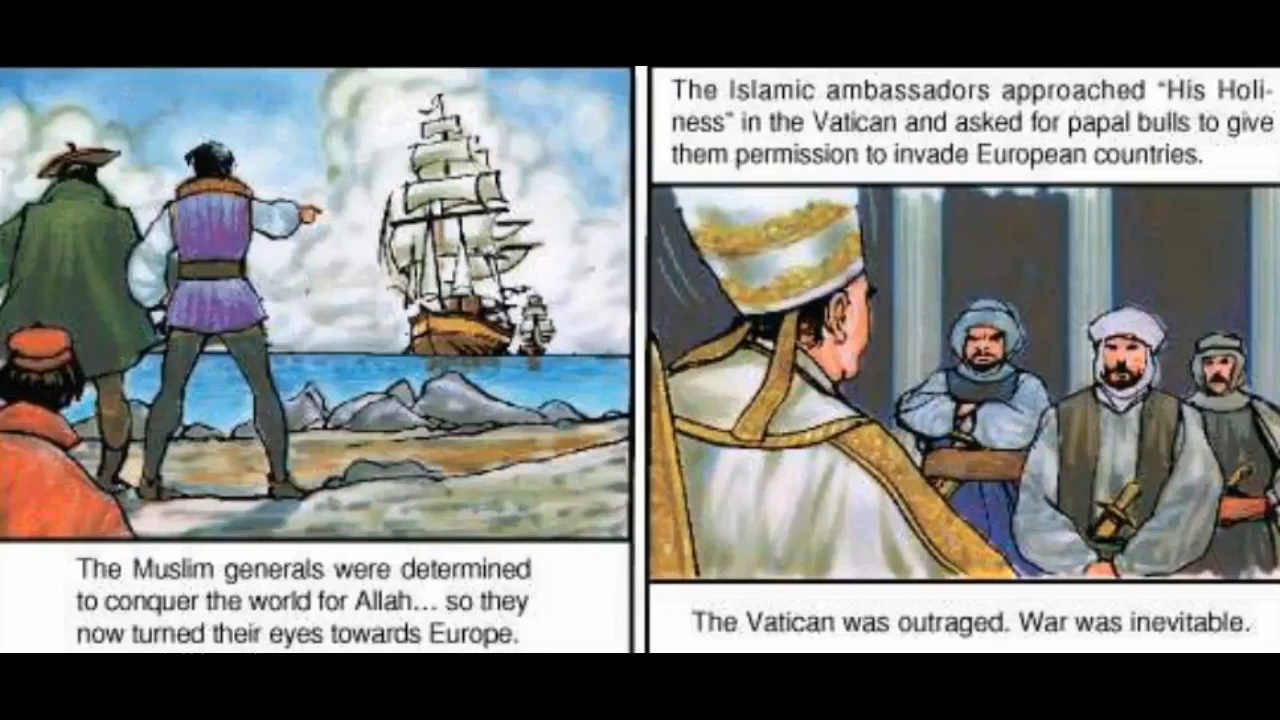 The Muslim generals were determined
to conquer the world for Allah... so they
now turned their eyes towards Europe.
The Islamic ambassadors approached "His Holi-
ness" in the Vatican and asked for papal bulls to give
them permission to invade European countries.
The Vatican was outraged. War was inevitable.